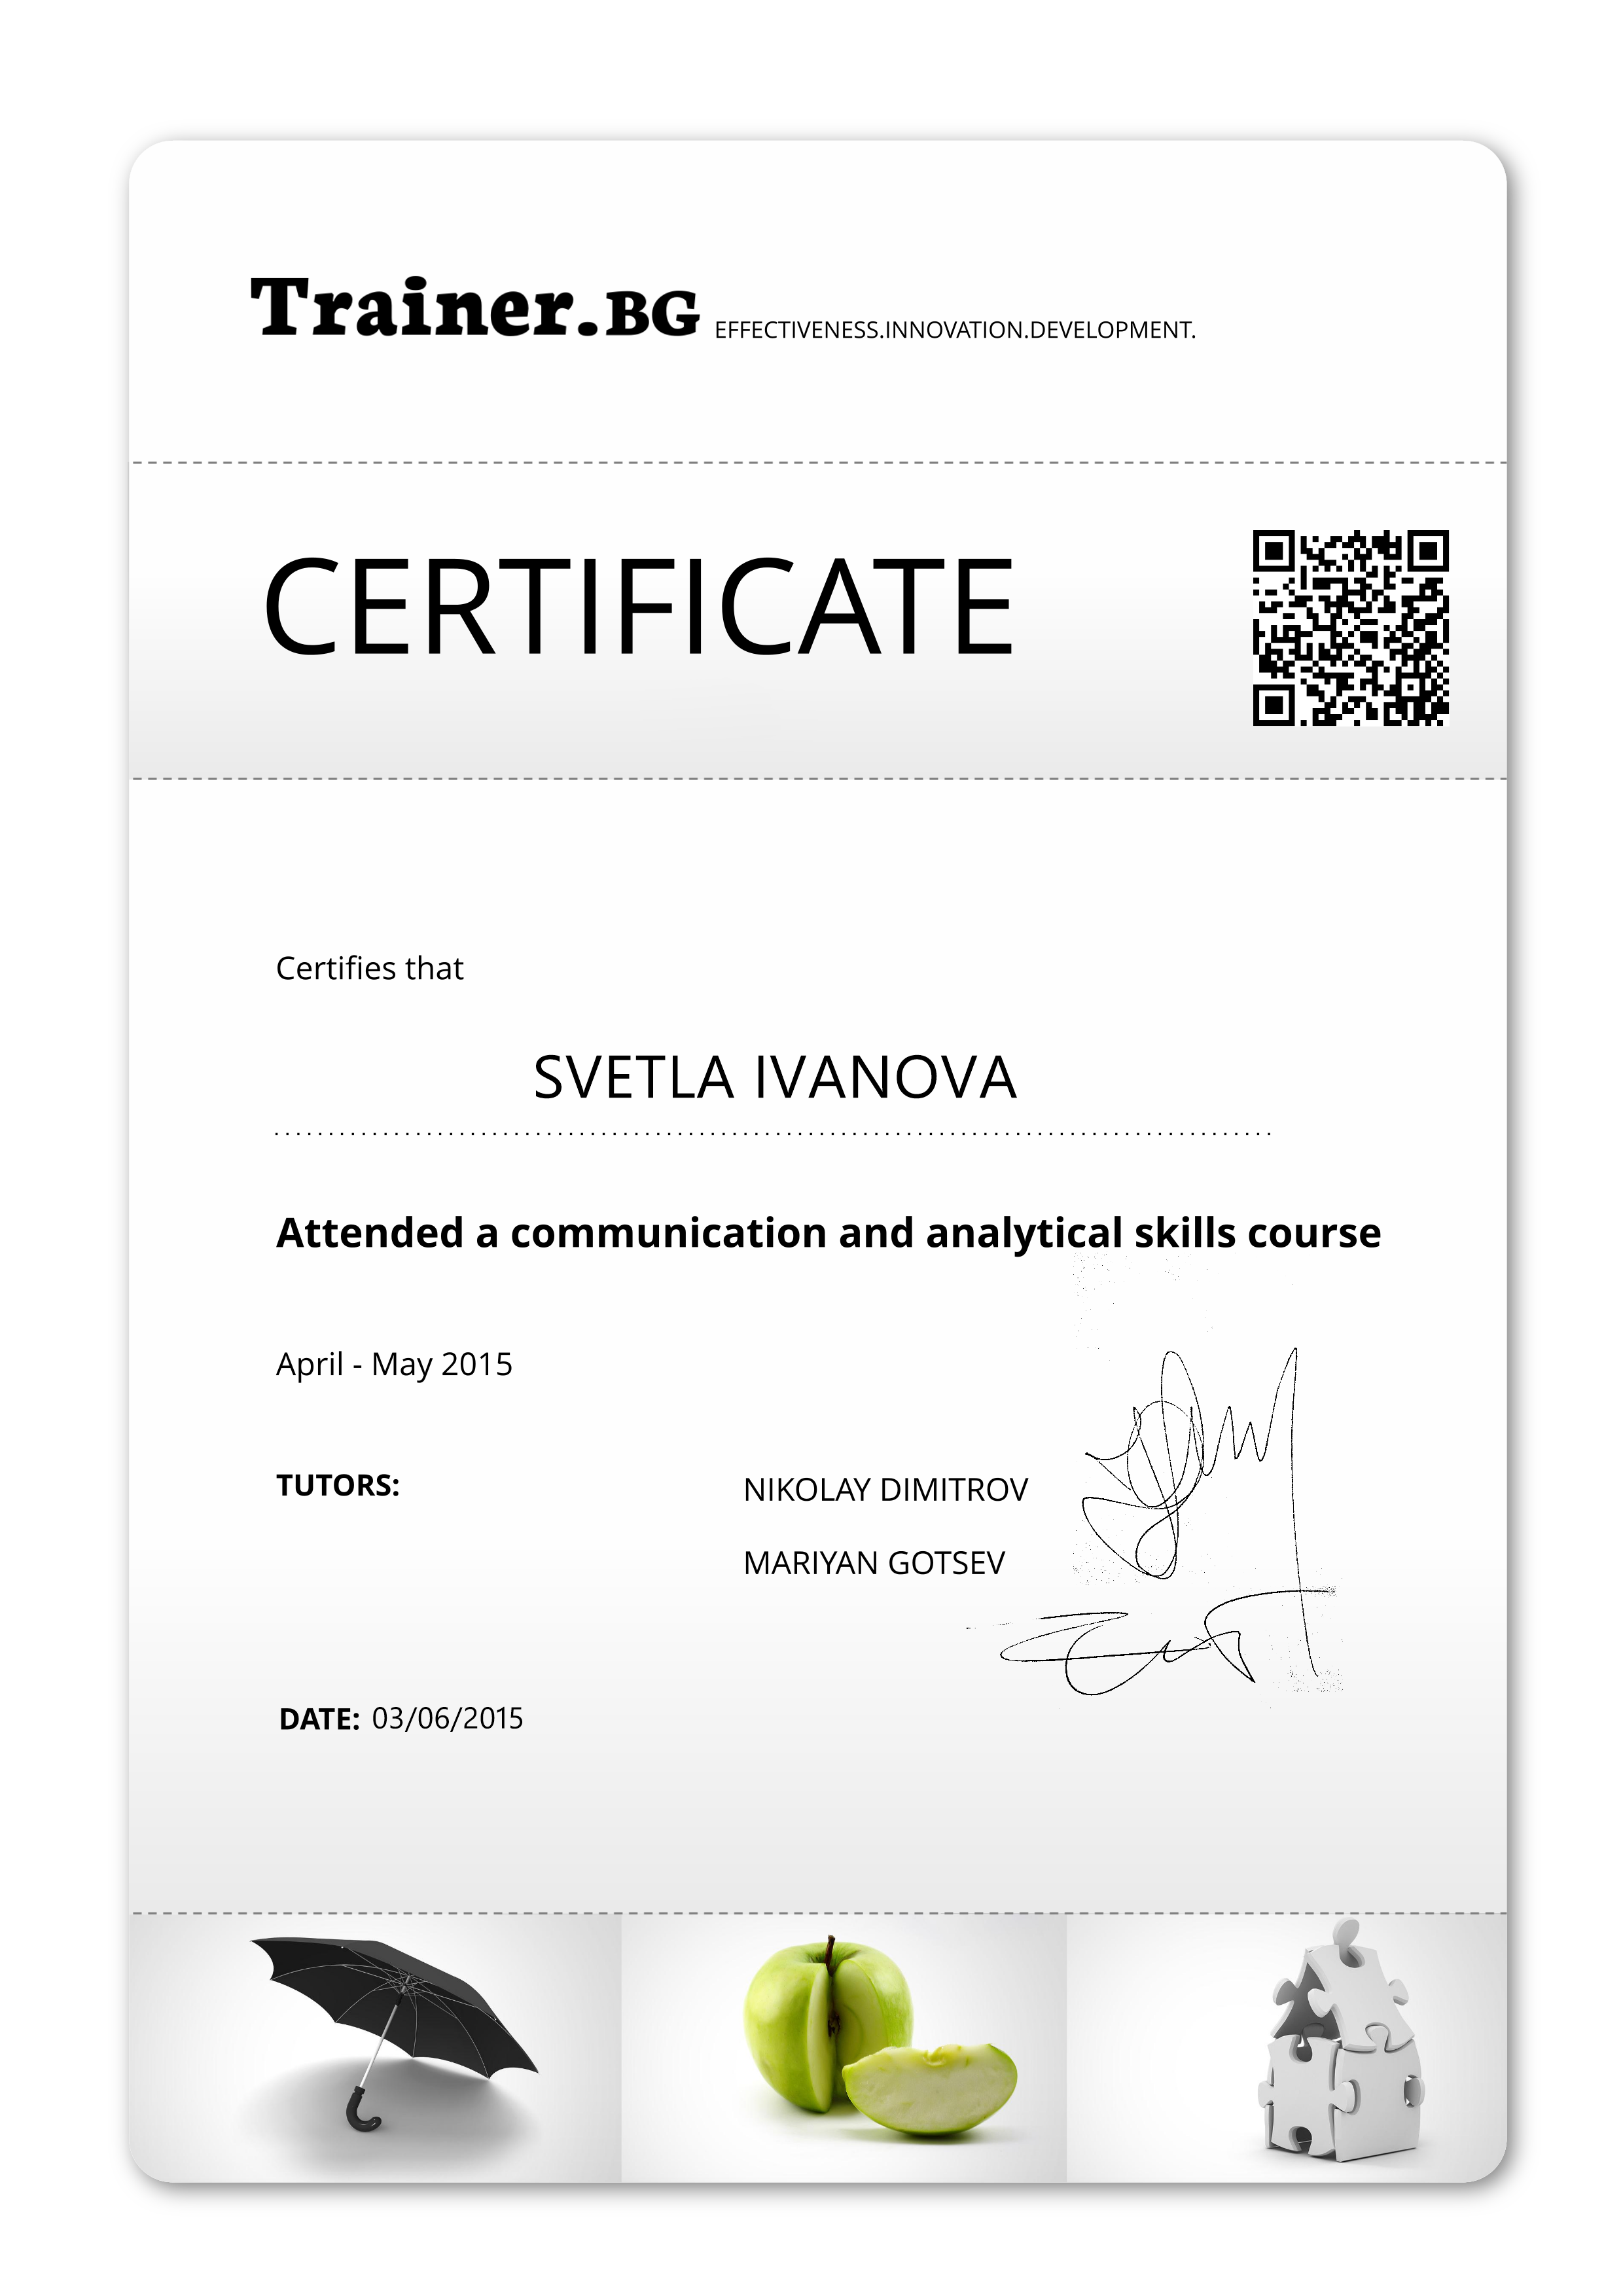 Trainer.BG EFFECTIVENESS.INNOVATION.DEVELOPMENT.
CERTIFICATE
Certifies that
SVETLA IVANOVA
Attended a communication and analytical skills course
April - May 2015
TUTORS:
NIKOLAY DIMITROV
MARIYAN GOTSEV
DATE: 03/06/2015